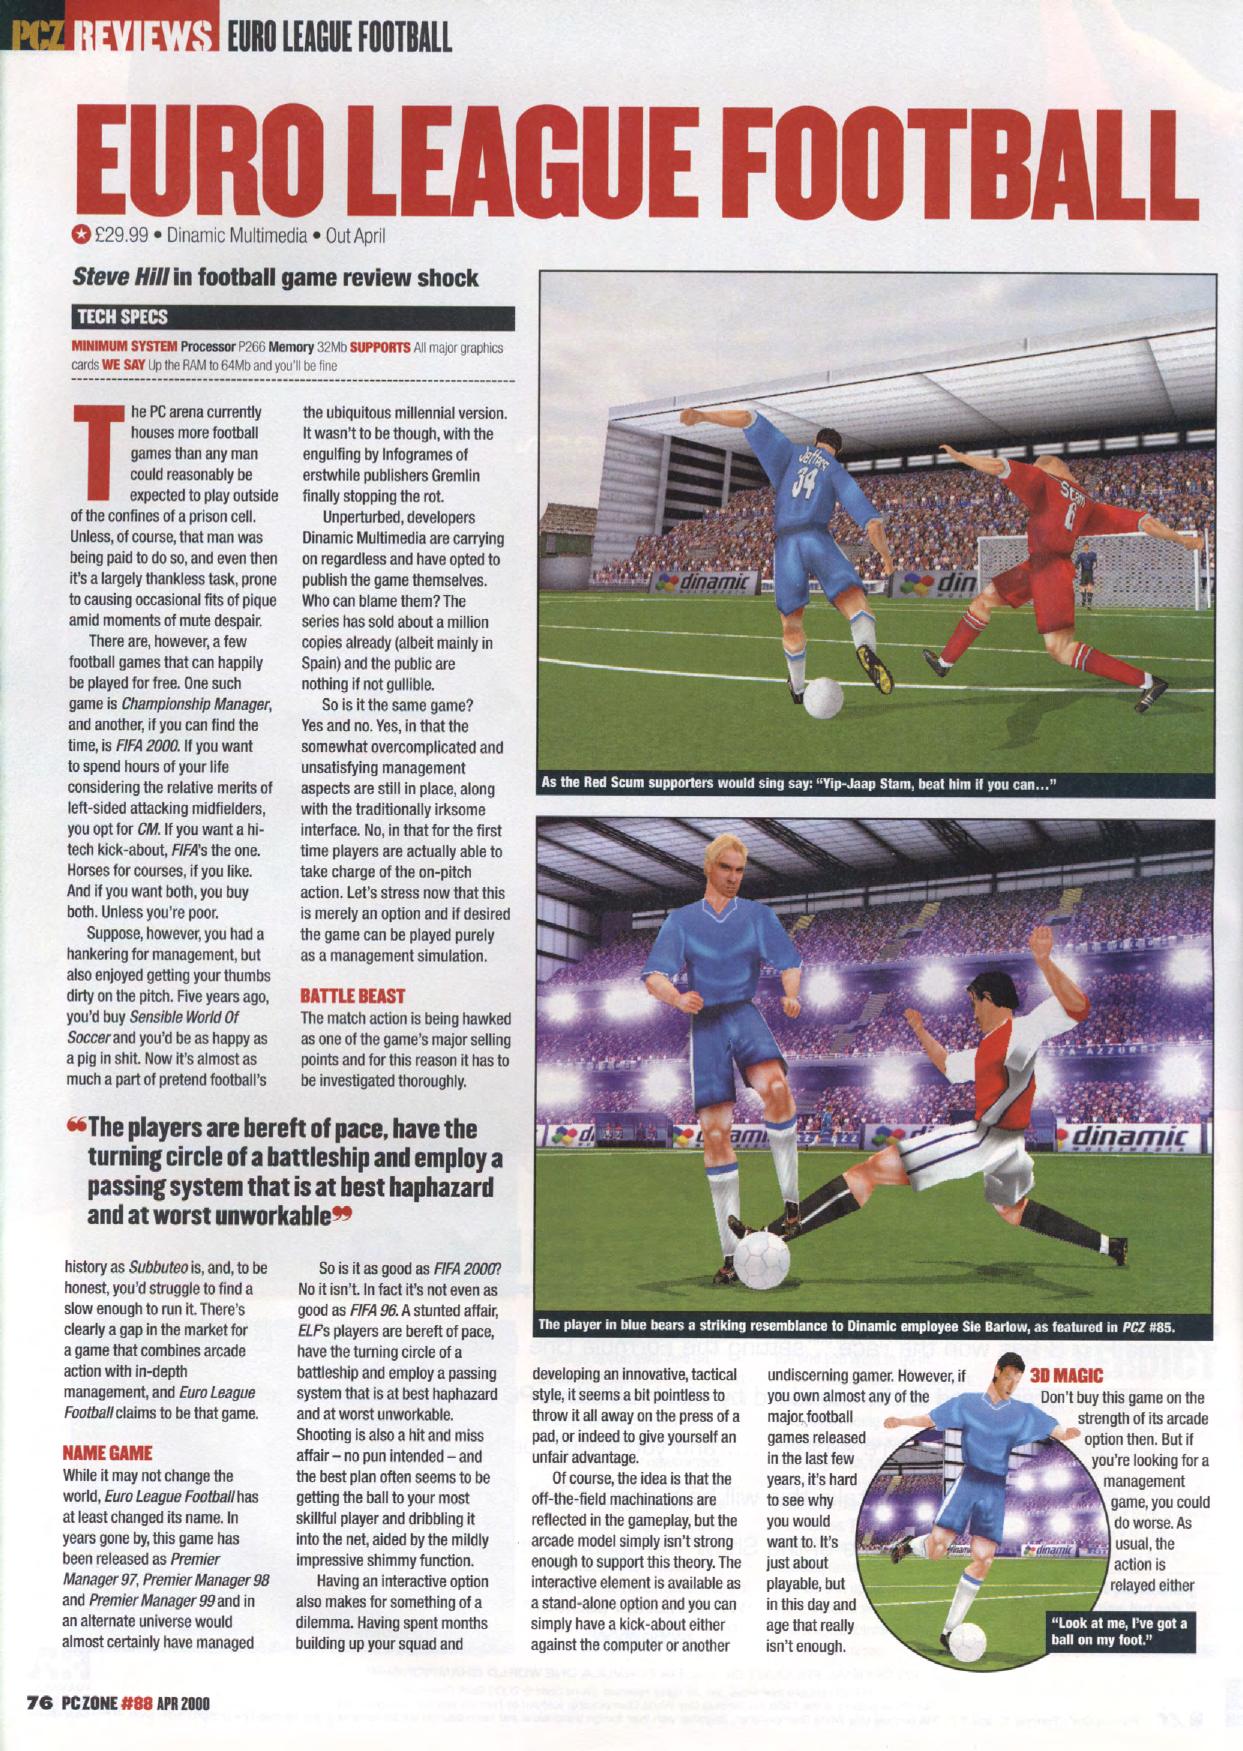 PCZ REVIEWS EURO LEAGUE FOOTBALL
EURO LEAGUE FOOTBALL
£29.99 • Dinamic Multimedia • Out April
Steve Hill in football game review shock
TECH SPECS
MINIMUM SYSTEM Processor P266 Memory 32Mb SUPPORTS All major graphics
cards WE SAY Up the RAM to 64Mb and you'll be fine
The PC arena currently
houses more football
games than any man
could reasonably be
expected to play outside
of the confines of a prison cell.
Unless, of course, that man was
being paid to do so, and even then
it's a largely thankless task, prone
to causing occasional fits of pique
amid moments of mute despair.
There are, however, a few
football games that can happily
be played for free. One such
game is Championship Manager,
and another, if you can find the
time, is FIFA 2000. If you want
to spend hours of your life
considering the relative merits of
left-sided attacking midfielders,
you opt for CM. If you want a hi-
tech kick-about, FIFA's the one.
Horses for courses, if you like.
And if you want both, you buy
both. Unless you're poor.
Suppose, however, you had a
hankering for management, but
also enjoyed getting your thumbs
dirty on the pitch. Five years ago,
you'd buy Sensible World Of
Soccer and you'd be as happy as
a pig in shit. Now it's almost as
much a part of pretend football's
history as Subbuteo is, and, to be
honest, you'd struggle to find a
slow enough to run it. There's
clearly a gap in the market for
a game that combines arcade
action with in-depth
management, and Euro League
Football claims to be that game.
NAME GAME
While it may not change the
world, Euro League Football has
at least changed its name. In
years gone by, this game has
been released as Premier
Manager 97, Premier Manager 98
and Premier Manager 99 and in
an alternate universe would
almost certainly have managed
the ubiquitous millennial version.
It wasn't to be though, with the
engulfing by Infogrames of
erstwhile publishers Gremlin
finally stopping the rot.
Unperturbed, developers
Dinamic Multimedia are carrying
on regardless and have opted to
publish the game themselves.
Who can blame them? The
series has sold about a million
copies already (albeit mainly in
Spain) and the public are
nothing if not gullible.
So is it the same game?
Yes and no. Yes, in that the
somewhat overcomplicated and
unsatisfying management
aspects are still in place, along
with the traditionally irksome
interface. No, in that for the first
time players are actually able to
take charge of the on-pitch
action. Let's stress now that this
is merely an option and if desired
the game can be played purely
as a management simulation.
BATTLE BEAST
The match action is being hawked
as one of the game's major selling
points and for this reason it has to
be investigated thoroughly.
“The players are bereft of pace, have the
turning circle of a battleship and employ a
passing system that is at best haphazard
and at worst unworkable”
So is it as good as FIFA 2000?
No it isn't. In fact it's not even as
good as FIFA 96. A stunted affair,
ELF's players are bereft of pace,
have the turning circle of a
battleship and employ a passing
system that is at best haphazard
and at worst unworkable.
Shooting is also a hit and miss
affair – no pun intended – and
the best plan often seems to be
getting the ball to your most
skillful player and dribbling it
into the net, aided by the mildly
impressive shimmy function.
Having an interactive option
also makes for something of a
dilemma. Having spent months
building up your squad and
Jeffers
34
Stam
6
dinamic
MULTIMEDIA
din
As the Red Scum supporters would sing say: “Yip-Jaap Stam, beat him if you can...”
dinamic
MULTIMEDIA
The player in blue bears a striking resemblance to Dinamic employee Sie Barlow, as featured in PCZ #85.
developing an innovative, tactical
style, it seems a bit pointless to
throw it all away on the press of a
pad, or indeed to give yourself an
unfair advantage.
Of course, the idea is that the
off-the-field machinations are
reflected in the gameplay, but the
arcade model simply isn't strong
enough to support this theory. The
interactive element is available as
a stand-alone option and you can
simply have a kick-about either
against the computer or another
undiscerning gamer. However, if
you own almost any of the
major football
games released
in the last few
years, it's hard
to see why
you would
want to. It's
just about
playable, but
in this day and
age that really
isn't enough.
3D MAGIC
Don't buy this game on the
strength of its arcade
option then. But if
you're looking for a
management
game, you could
do worse. As
usual, the
action is
relayed either
dinamic
“Look at me, I've got a
ball on my foot.”
76 PC ZONE #88 APR 2000